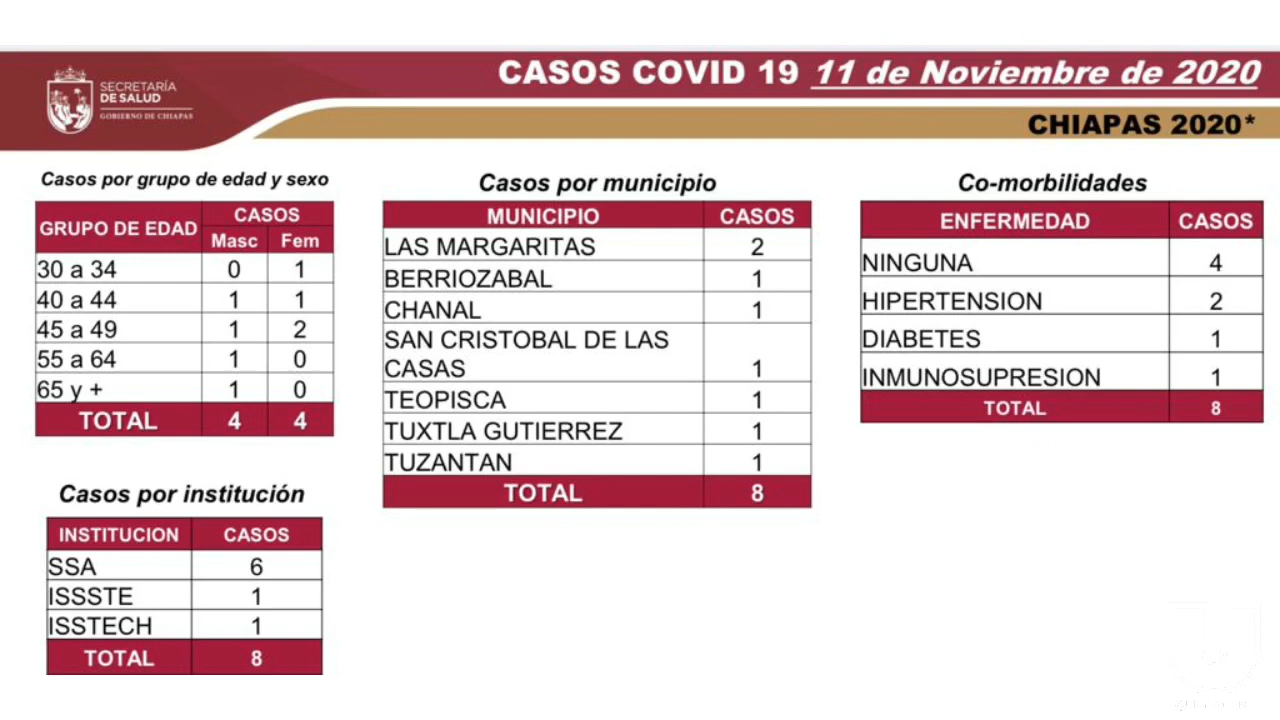 SECRETARÍA
DE SALUD
GOBIERNO DE CHIAPAS
CASOS COVID 19 11 de Noviembre de 2020
CHIAPAS 2020*
Casos por grupo de edad y sexo
GRUPO DE EDAD CASOS
Masc Fem
30 a 34 0 1
40 a 44 1 1
45 a 49 1 2
55 a 64 1 0
65 y + 1 0
TOTAL 4 4
Casos por institución
INSTITUCION CASOS
SSA 6
ISSSTE 1
ISSTECH 1
TOTAL 8
Casos por municipio
MUNICIPIO CASOS
LAS MARGARITAS 2
BERRIOZABAL 1
CHANAL 1
SAN CRISTOBAL DE LAS
CASAS 1
TEOPISCA 1
TUXTLA GUTIERREZ 1
TUZANTAN 1
TOTAL 8
Co-morbilidades
ENFERMEDAD CASOS
NINGUNA 4
HIPERTENSION 2
DIABETES 1
INMUNOSUPRESION 1
TOTAL 8